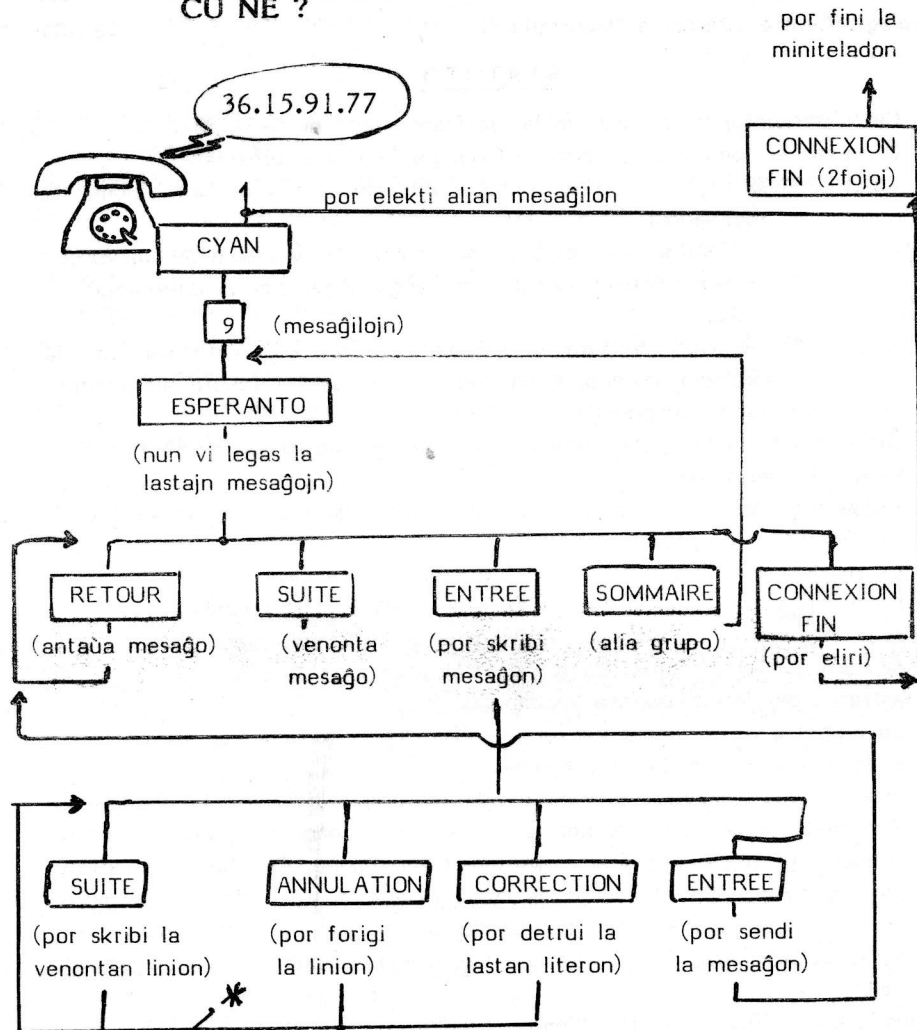 ĈU NE ?
por fini la
miniteladon
36.15.91.77
CONNEXION
FIN (2fojoj)
por elekti alian mesaĝilon
CYAN
9 (mesaĝilojn)
ESPERANTO
(nun vi legas la
lastajn mesaĝojn)
RETOUR
(antaùa mesaĝo)
SUITE
(venonta
mesaĝo)
ENTREE
(por skribi
mesaĝon)
SOMMAIRE
(alia grupo)
CONNEXION
FIN
(por eliri)
SUITE
(por skribi la
venontan linion)
ANNULATION
(por forigi
la linion)
CORRECTION
(por detrui la
lastan literon)
ENTREE
(por sendi
la mesaĝon)
*